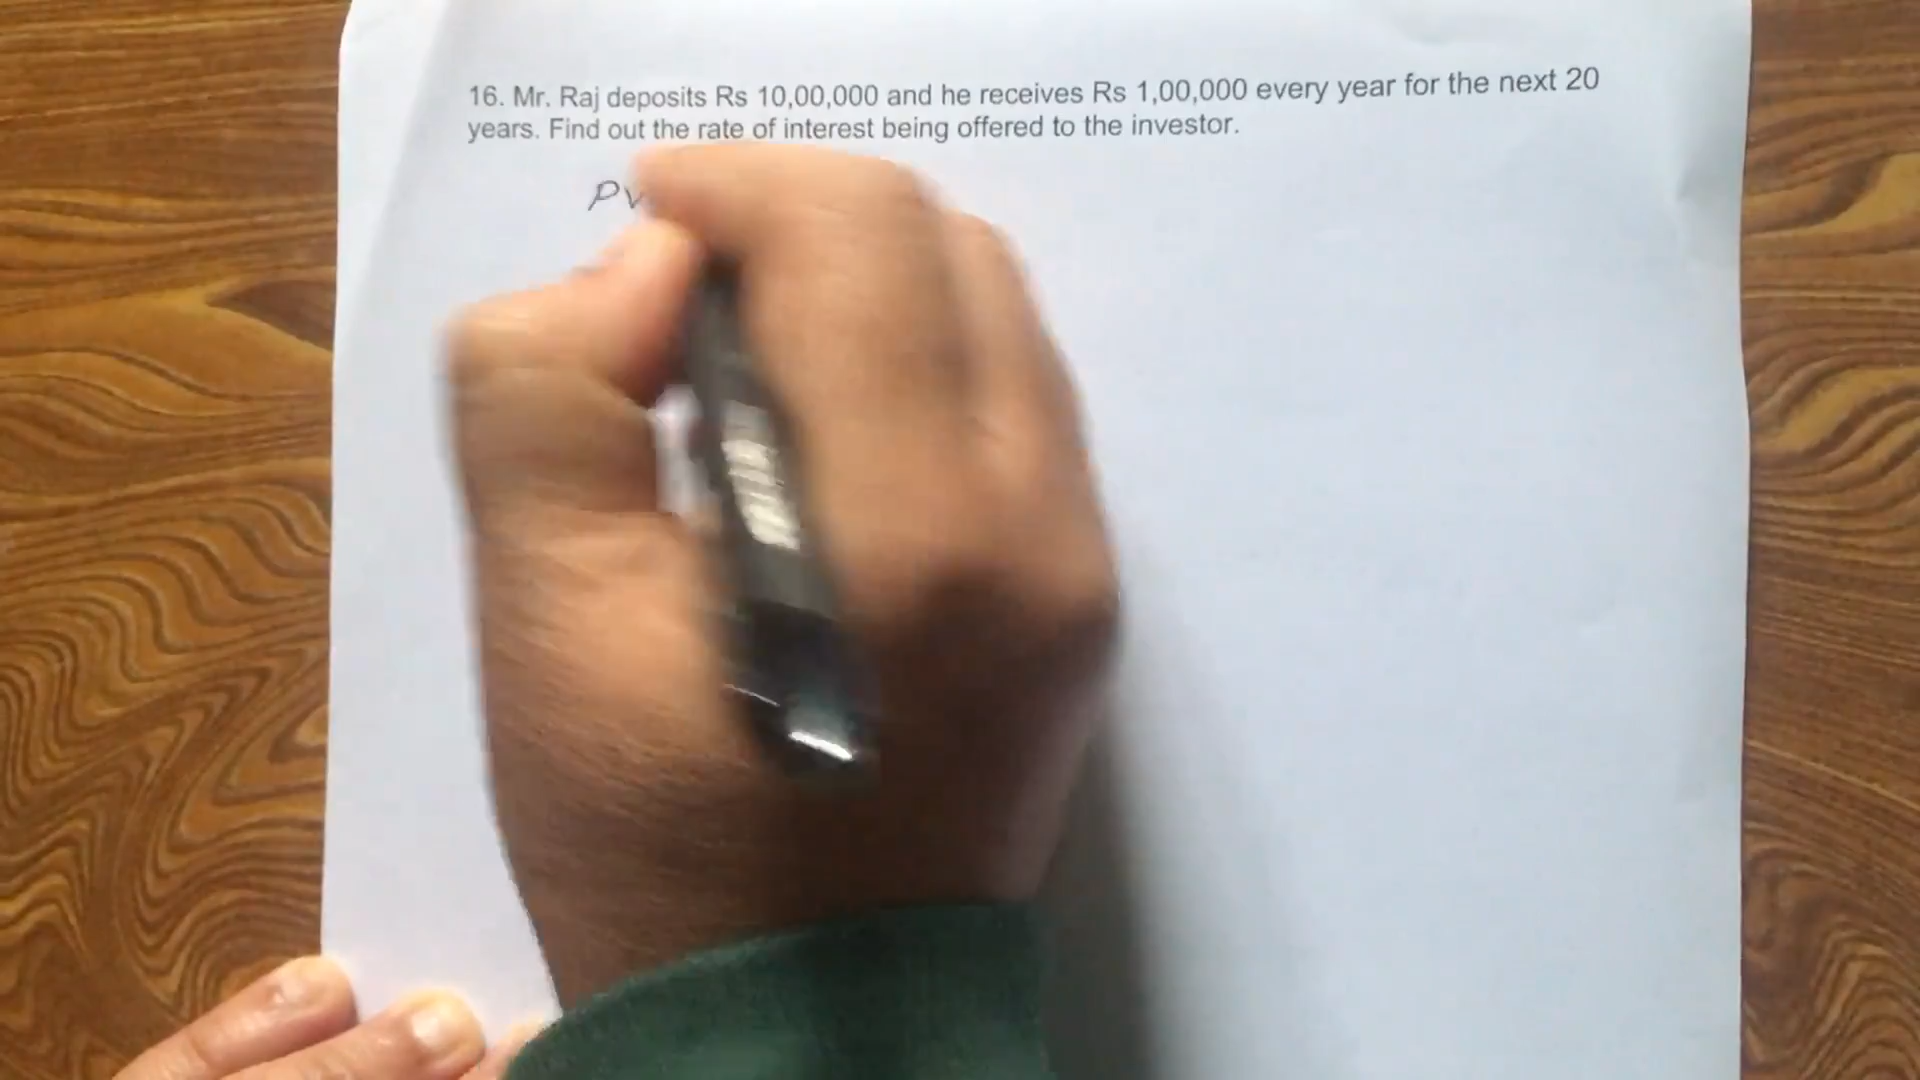 16. Mr. Raj deposits Rs 10,00,000 and he receives Rs 1,00,000 every year for the next 20
years. Find out the rate of interest being offered to the investor.
PV